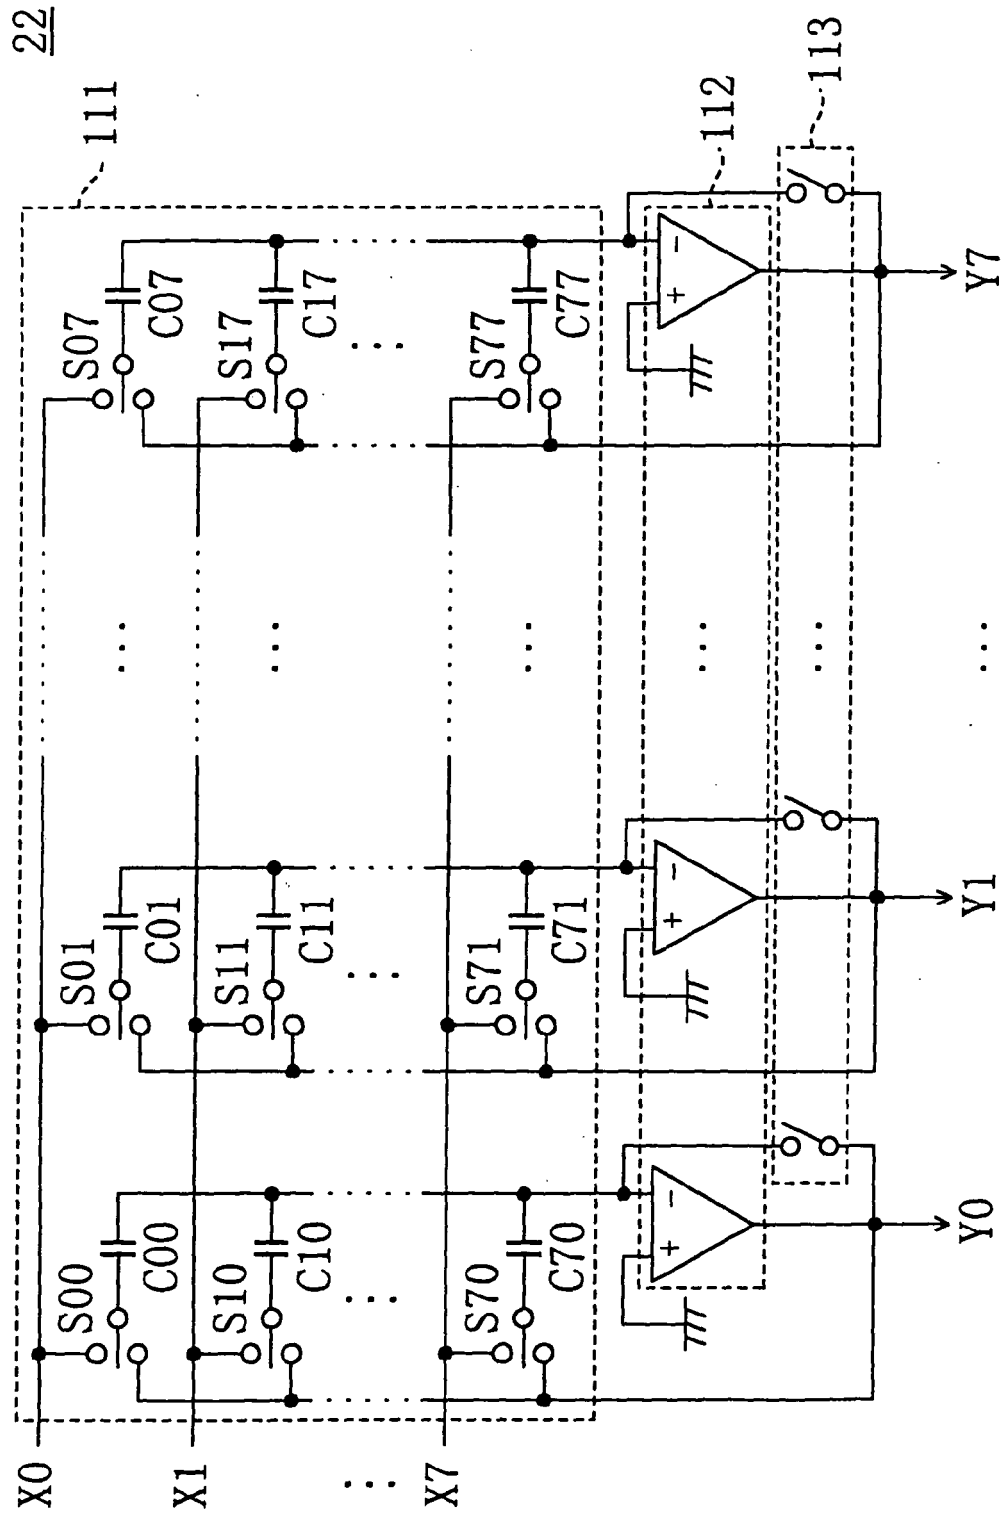 22
111
112
113
X0
X1
...
X7
S00
C00
S01
C01
...
S07
C07
S10
C10
S11
C11
...
S17
C17
...
...
...
S70
C70
S71
C71
...
S77
C77
+ −
+ −
...
+ −
...
Y0
Y1
...
Y7